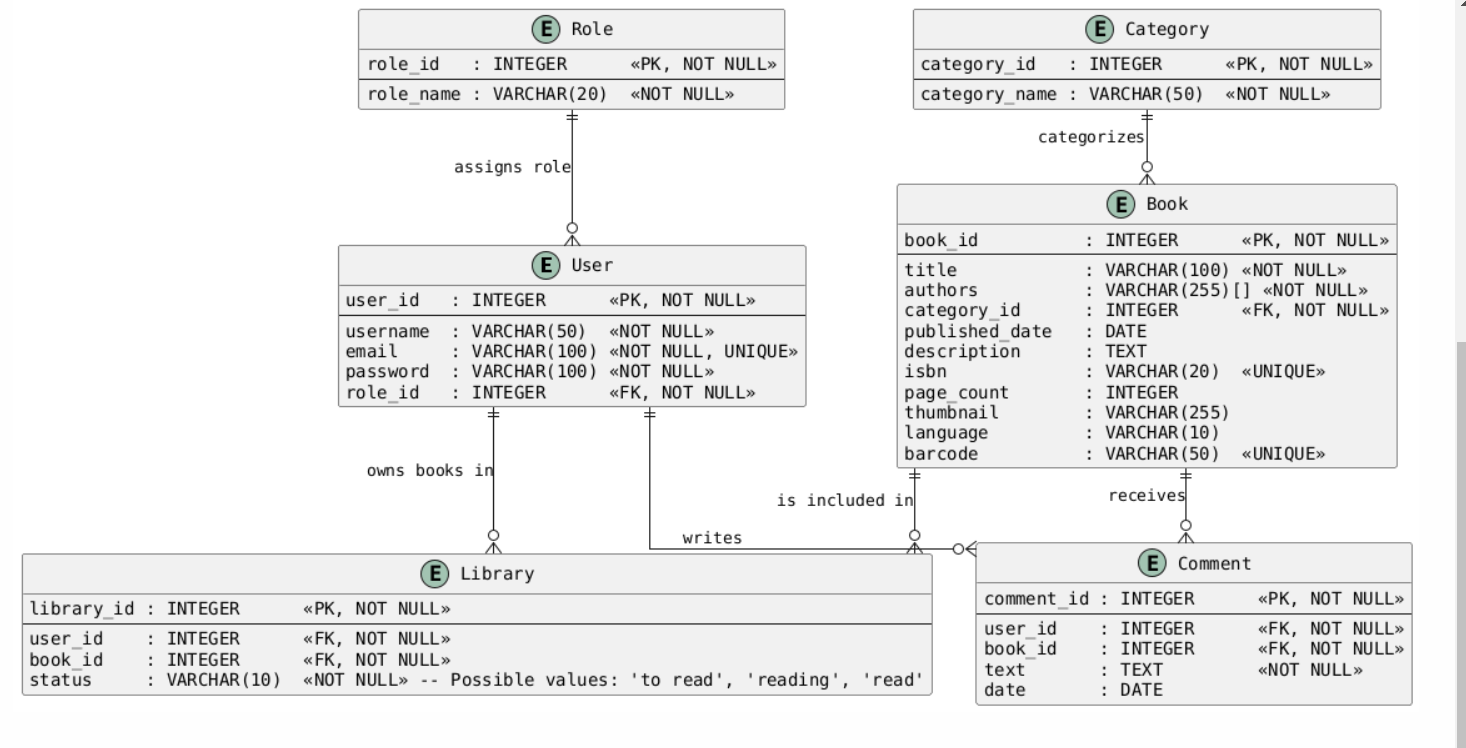 E Role
role_id : INTEGER «PK, NOT NULL»
role_name : VARCHAR(20) «NOT NULL»
E Category
category_id : INTEGER «PK, NOT NULL»
category_name : VARCHAR(50) «NOT NULL»
assigns role
categorizes
E User
user_id : INTEGER «PK, NOT NULL»
username : VARCHAR(50) «NOT NULL»
email : VARCHAR(100) «NOT NULL, UNIQUE»
password : VARCHAR(100) «NOT NULL»
role_id : INTEGER «FK, NOT NULL»
E Book
book_id : INTEGER «PK, NOT NULL»
title : VARCHAR(100) «NOT NULL»
authors : VARCHAR(255)[] «NOT NULL»
category_id : INTEGER «FK, NOT NULL»
published_date : DATE
description : TEXT
isbn : VARCHAR(20) «UNIQUE»
page_count : INTEGER
thumbnail : VARCHAR(255)
language : VARCHAR(10)
barcode : VARCHAR(50) «UNIQUE»
owns books in
is included in
receives
writes
E Library
library_id : INTEGER «PK, NOT NULL»
user_id : INTEGER «FK, NOT NULL»
book_id : INTEGER «FK, NOT NULL»
status : VARCHAR(10) «NOT NULL» -- Possible values: 'to read', 'reading', 'read'
E Comment
comment_id : INTEGER «PK, NOT NULL»
user_id : INTEGER «FK, NOT NULL»
book_id : INTEGER «FK, NOT NULL»
text : TEXT «NOT NULL»
date : DATE